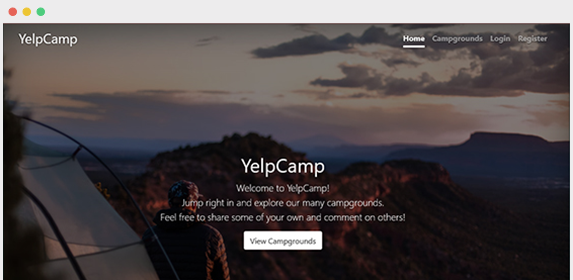 YelpCamp
Home Campgrounds Login Register
YelpCamp
Welcome to YelpCamp!
Jump right in and explore our many campgrounds.
Feel free to share some of your own and comment on others!
View Campgrounds